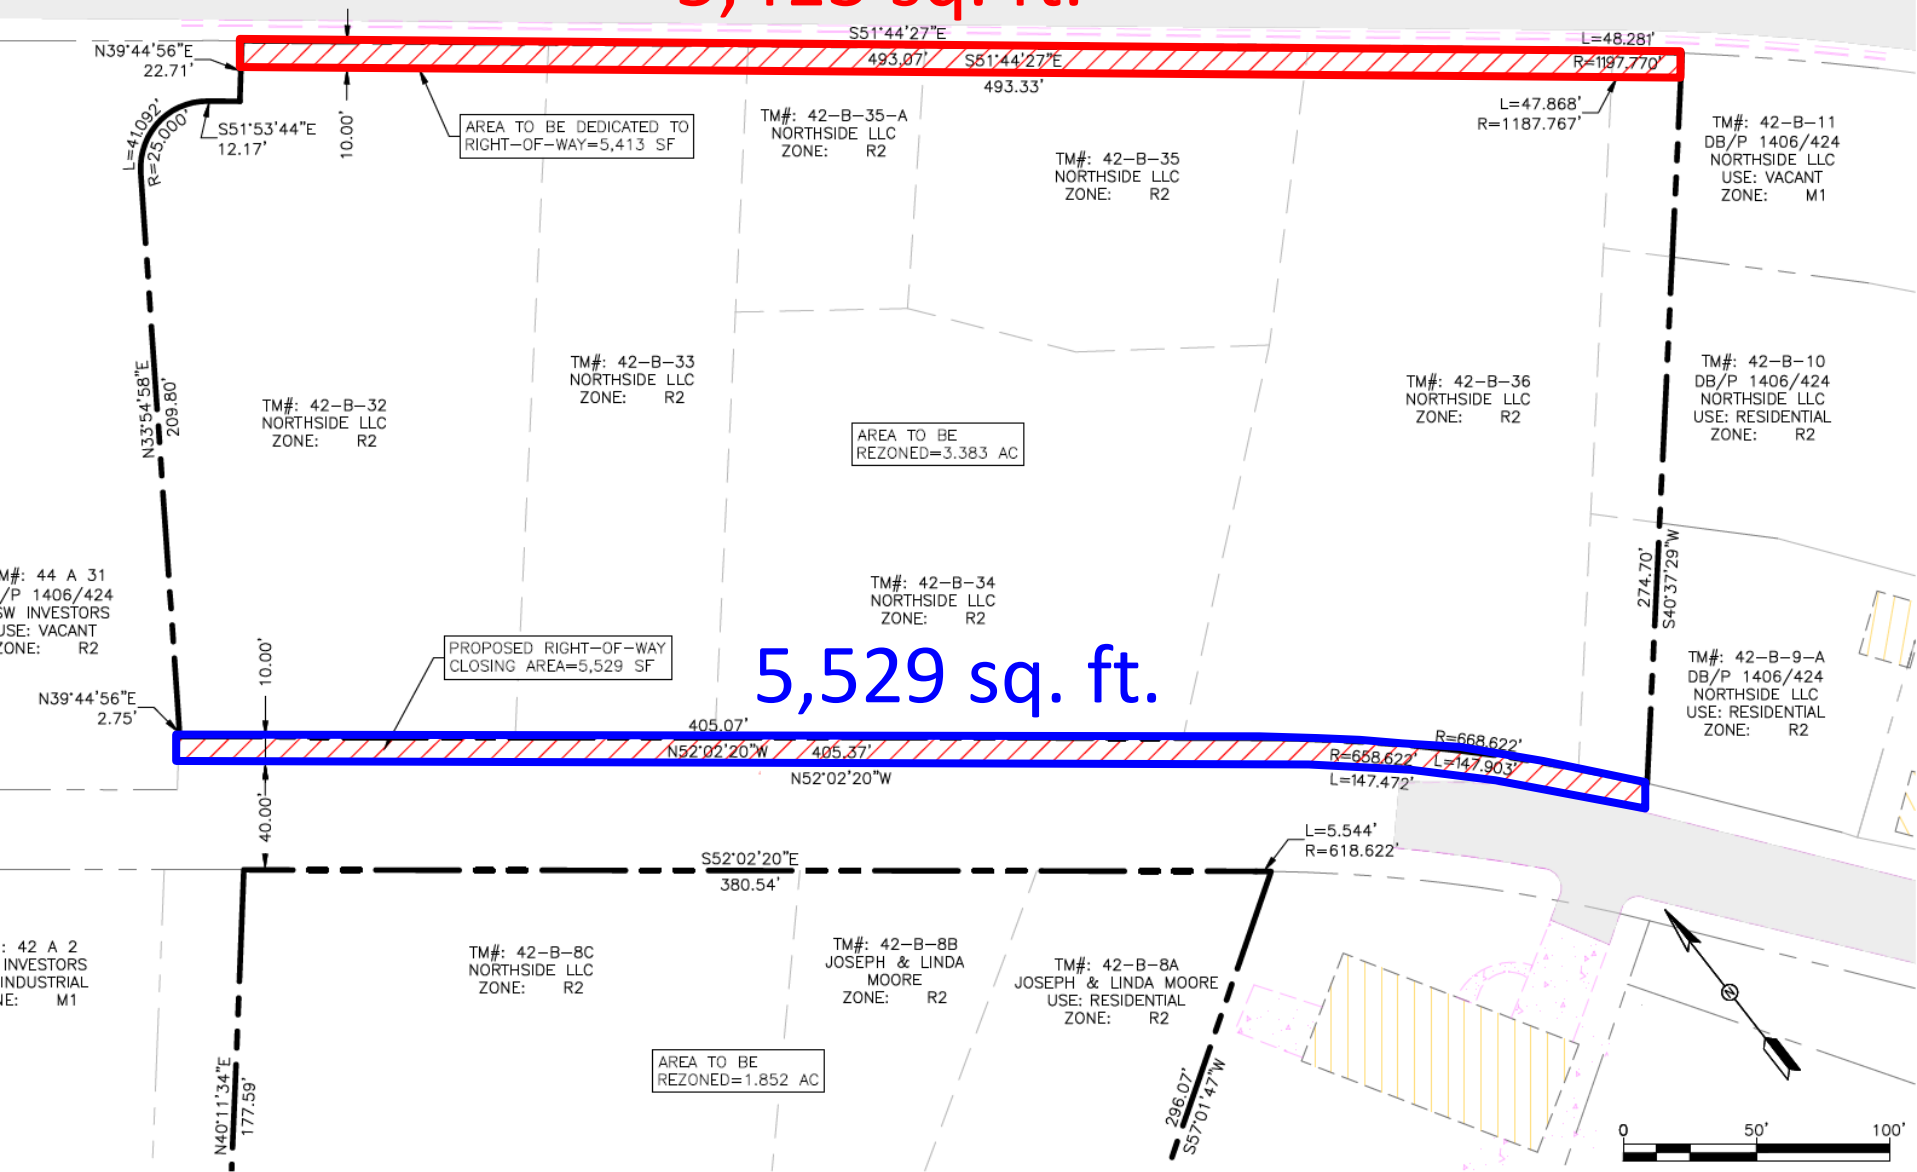 S51°44'27"E
L=48.281'
N39°44'56"E
22.71'
493.07'
S51°44'27"E
R=1197.770'
493.33'
L=47.868'
R=1187.767'
L=41.092'
R=25.000'
S51°53'44"E
12.17'
10.00'
AREA TO BE DEDICATED TO
RIGHT-OF-WAY=5,413 SF
TM#: 42-B-35-A
NORTHSIDE LLC
ZONE: R2
TM#: 42-B-35
NORTHSIDE LLC
ZONE: R2
TM#: 42-B-11
DB/P 1406/424
NORTHSIDE LLC
USE: VACANT
ZONE: M1
N33°54'58"E
209.80'
TM#: 42-B-32
NORTHSIDE LLC
ZONE: R2
TM#: 42-B-33
NORTHSIDE LLC
ZONE: R2
AREA TO BE
REZONED=3.383 AC
TM#: 42-B-36
NORTHSIDE LLC
ZONE: R2
TM#: 42-B-10
DB/P 1406/424
NORTHSIDE LLC
USE: RESIDENTIAL
ZONE: R2
274.70'
S40°37'29"W
44 A 31
1406/424
INVESTORS
VACANT
R2
TM#: 42-B-34
NORTHSIDE LLC
ZONE: R2
PROPOSED RIGHT-OF-WAY
CLOSING AREA=5,529 SF
5,529 sq. ft.
10.00'
TM#: 42-B-9-A
DB/P 1406/424
NORTHSIDE LLC
USE: RESIDENTIAL
ZONE: R2
N39°44'56"E
2.75'
405.07'
N52°02'20"W
405.37'
N52°02'20"W
R=668.622'
R=658.622'
L=147.903'
L=147.472'
40.00'
L=5.544'
R=618.622'
S52°02'20"E
380.54'
42 A 2
INVESTORS
INDUSTRIAL
M1
TM#: 42-B-8C
NORTHSIDE LLC
ZONE: R2
TM#: 42-B-8B
JOSEPH & LINDA
MOORE
ZONE: R2
TM#: 42-B-8A
JOSEPH & LINDA MOORE
USE: RESIDENTIAL
ZONE: R2
N
AREA TO BE
REZONED=1.852 AC
N40°11'34"E
177.59'
296.07'
S57°01'47"W
0 50' 100'